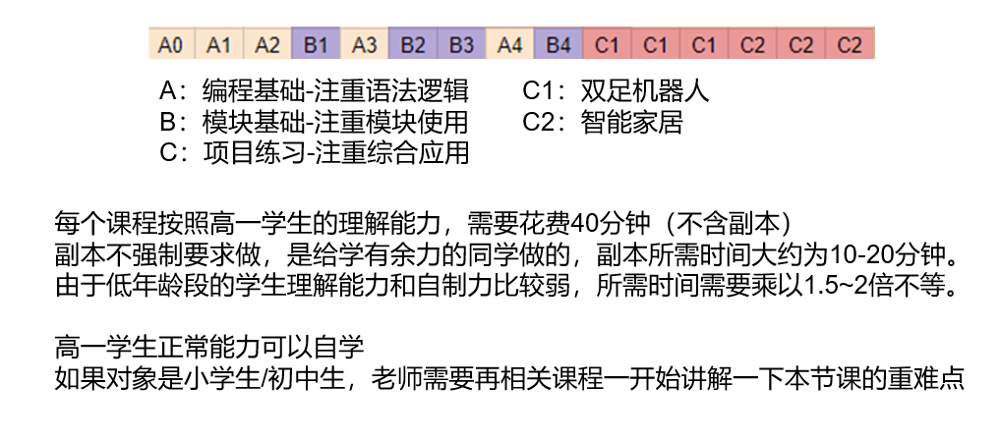 A0 A1 A2 B1 A3 B2 B3 A4 B4 C1 C1 C1 C2 C2 C2
A：编程基础-注重语法逻辑 C1：双足机器人
B：模块基础-注重模块使用 C2：智能家居
C：项目练习-注重综合应用
每个课程按照高一学生的理解能力，需要花费40分钟（不含副本）
副本不强制要求做，是给学有余力的同学做的，副本所需时间大约为10-20分钟。
由于低年龄段的学生理解能力和自制力比较弱，所需时间需要乘以1.5~2倍不等。
高一学生正常能力可以自学
如果对象是小学生/初中生，老师需要再相关课程一开始讲解一下本节课的重难点